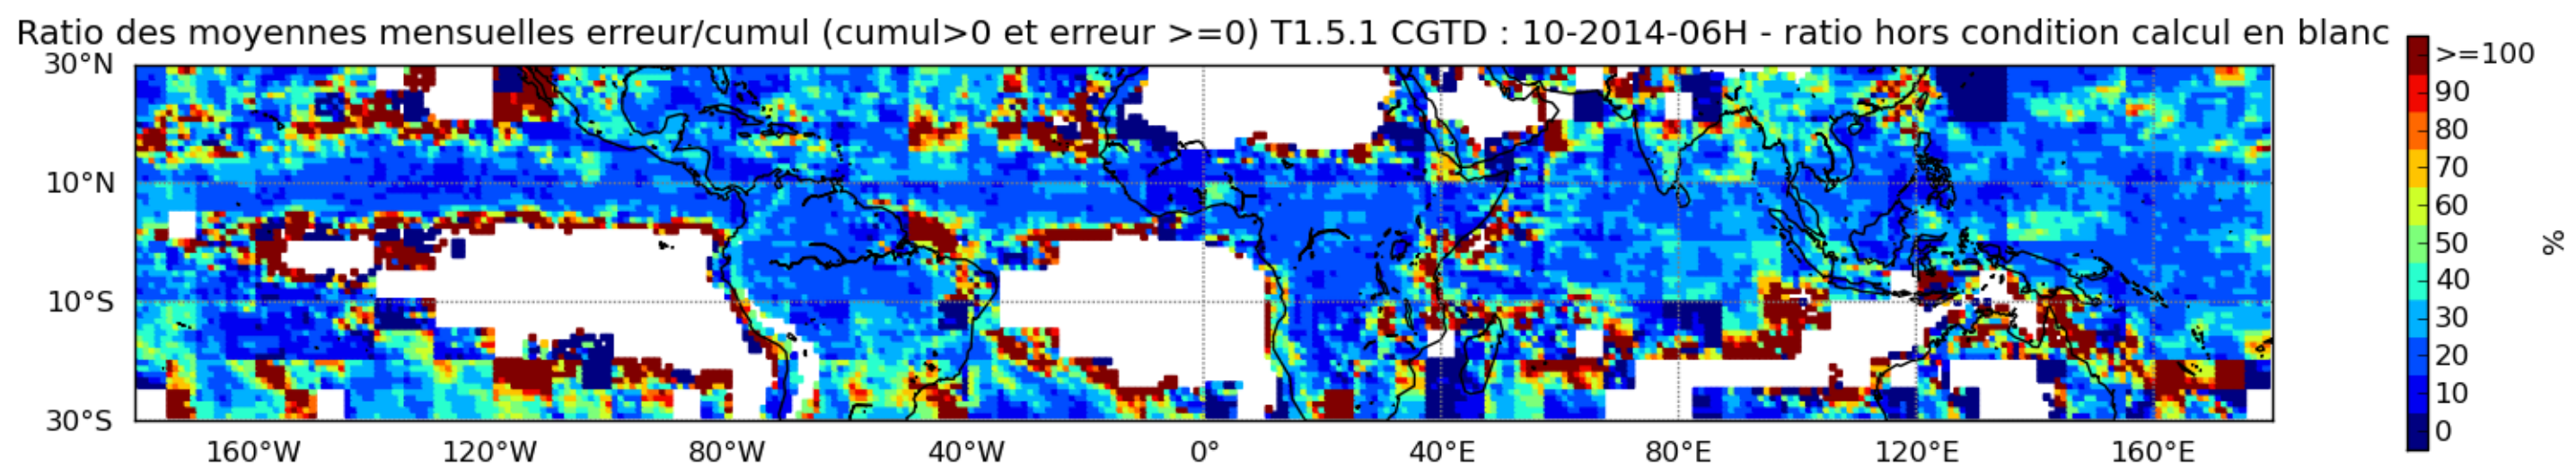 Ratio des moyennes mensuelles erreur/cumul (cumul>0 et erreur >=0) T1.5.1 CGTD : 10-2014-06H - ratio hors condition calcul en blanc
30°N
10°N
10°S
30°S
160°W 120°W 80°W 40°W 0° 40°E 80°E 120°E 160°E
>=100
90
80
70
60
50
40
30
20
10
0
%